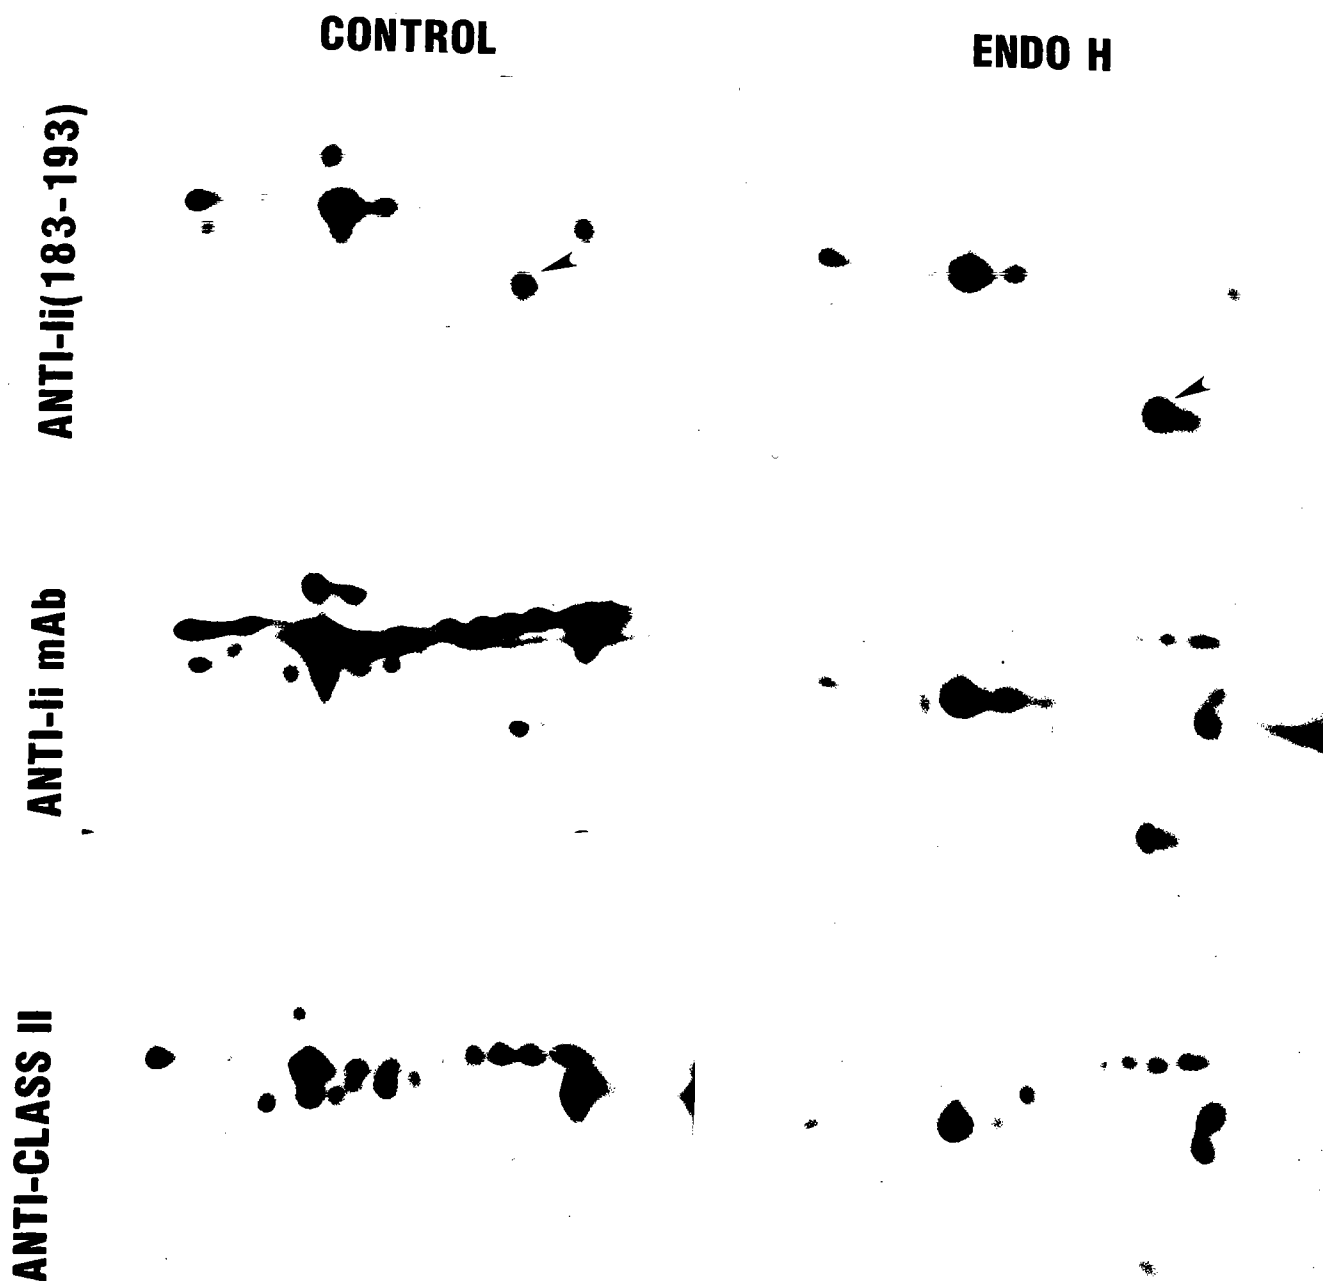 CONTROL
ENDO H
ANTI-Ii(183-193)
ANTI-Ii mAb
ANTI-CLASS II